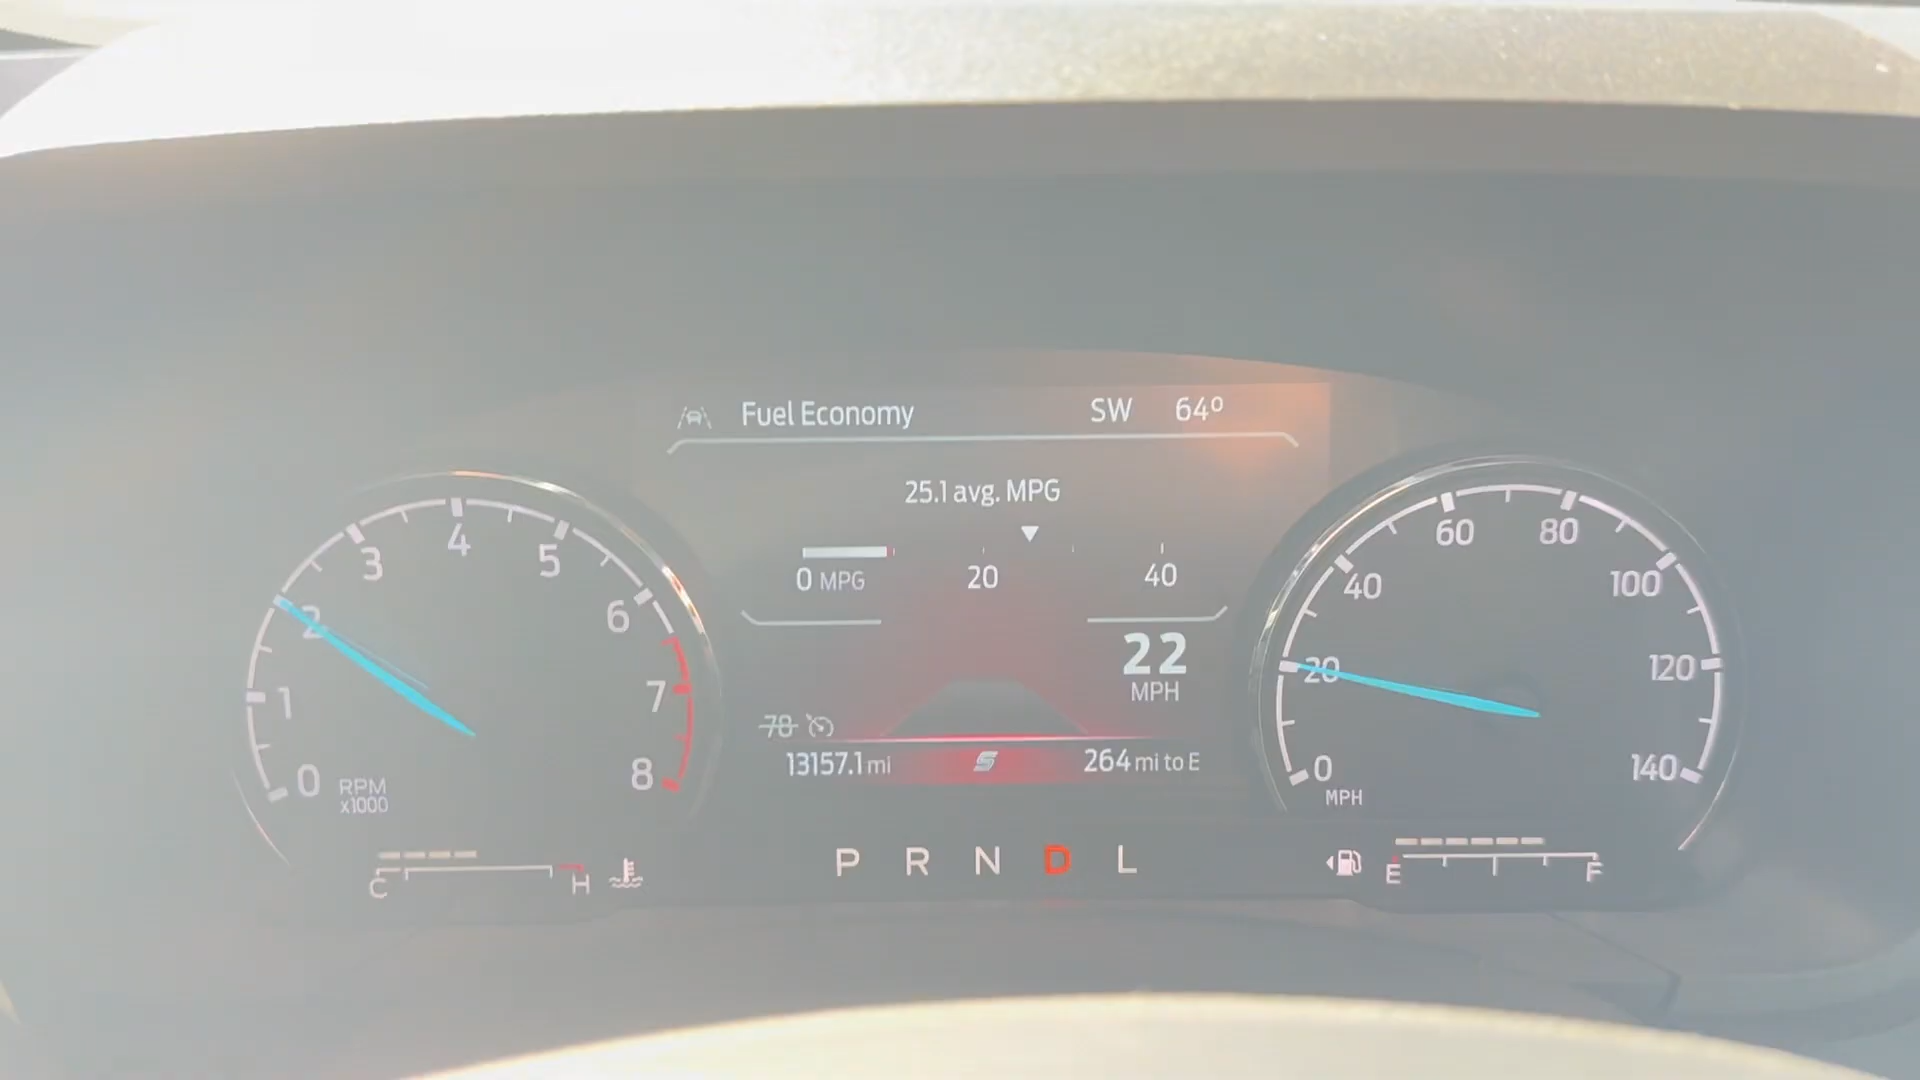 Fuel Economy SW 64º
25.1 avg. MPG
0 MPG 20 40
22
MPH
78
13157.1 mi S 264 mi to E
0 1 2 3 4 5 6 7 8
RPM
x1000
0 20 40 60 80 100 120 140
MPH
P R N D L
C H
E F